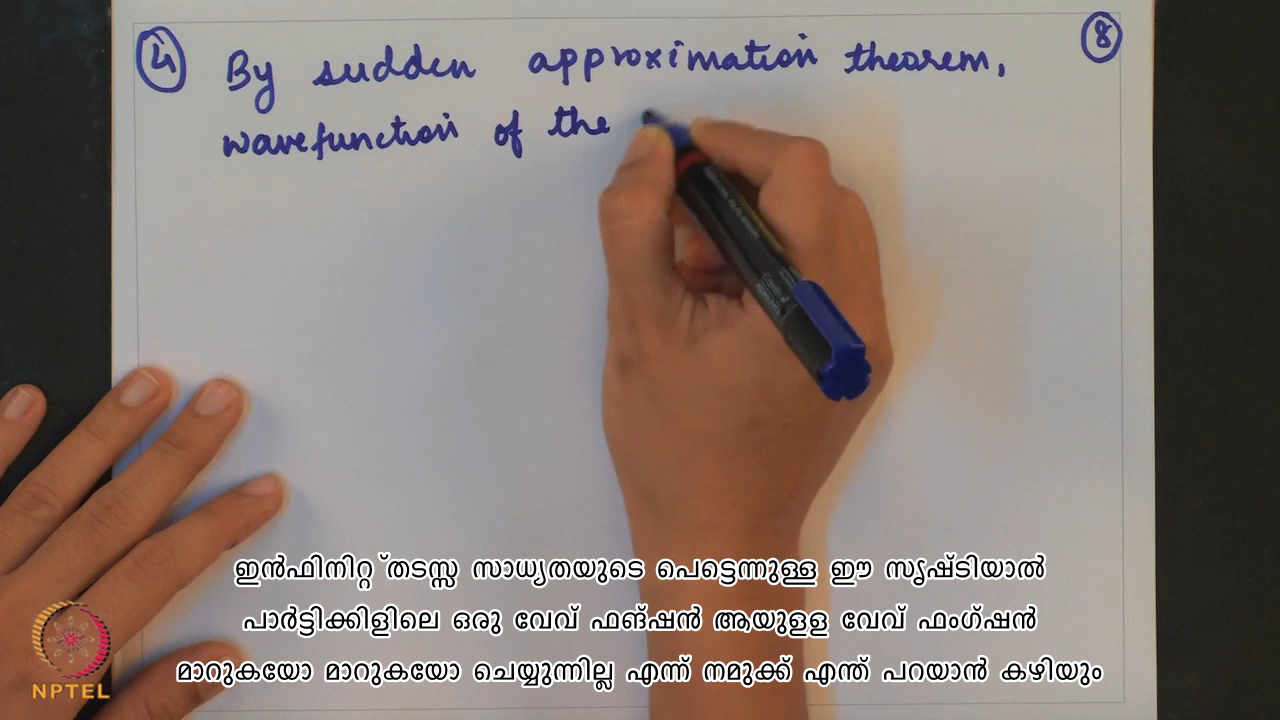 4 By sudden approximation theorem, 8
wavefunction of the
ഇൻഫിനിറ്റ് തടസ്സ സാധ്യതയുടെ പെട്ടെന്നുള്ള ഈ സൃഷ്ടിയാൽ
പാർട്ടിക്കിളിലെ ഒരു വേവ് ഫങ്ഷൻ ആയുളള വേവ് ഫംഗ്ഷൻ
മാറുകയോ മാറുകയോ ചെയ്യുന്നില്ല എന്ന് നമുക്ക് എന്ത് പറയാൻ കഴിയും
NPTEL